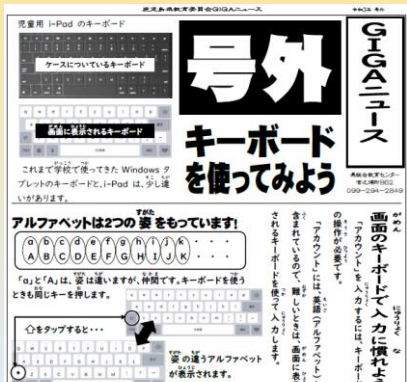 鹿児島県教育委員会GIGAニュース
児童用 i-Pad のキーボード
ケースについているキーボード
画面に表示されるキーボード
これまで学校で使ってきた Windows タ
ブレットのキーボードと、i-Pad は、少し違
いがあります。
号外
キーボード
を使ってみよう
GIGAニュース
県総合教育センター
099-294-2849
アルファベットは2つの姿をもっています!
a b c d e f g h i j k ・・・
A B C D E F G H I J K ・・・
「a」と「A」は、姿は違いますが、仲間です。キーボードを使う
ときも同じキーを押します。
⇧をタップすると・・・
姿の違うアルファベット
が表示されます。
画面のキーボードで入力に慣れよう
「アカウント」を入力するには、キーボー
の操作が必要です。
「アカウント」には、英語(アルファベット)
含まれているので、難しいときは、画面に表
されるキーボードを使って入力します。